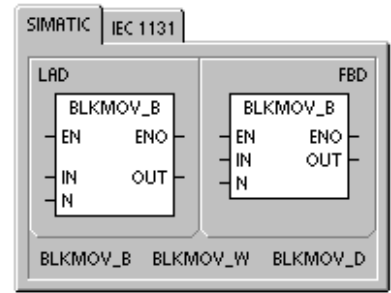 SIMATIC IEC 1131
LAD FBD
BLKMOV_B BLKMOV_B
EN ENO EN ENO
IN OUT IN OUT
N N
BLKMOV_B BLKMOV_W BLKMOV_D